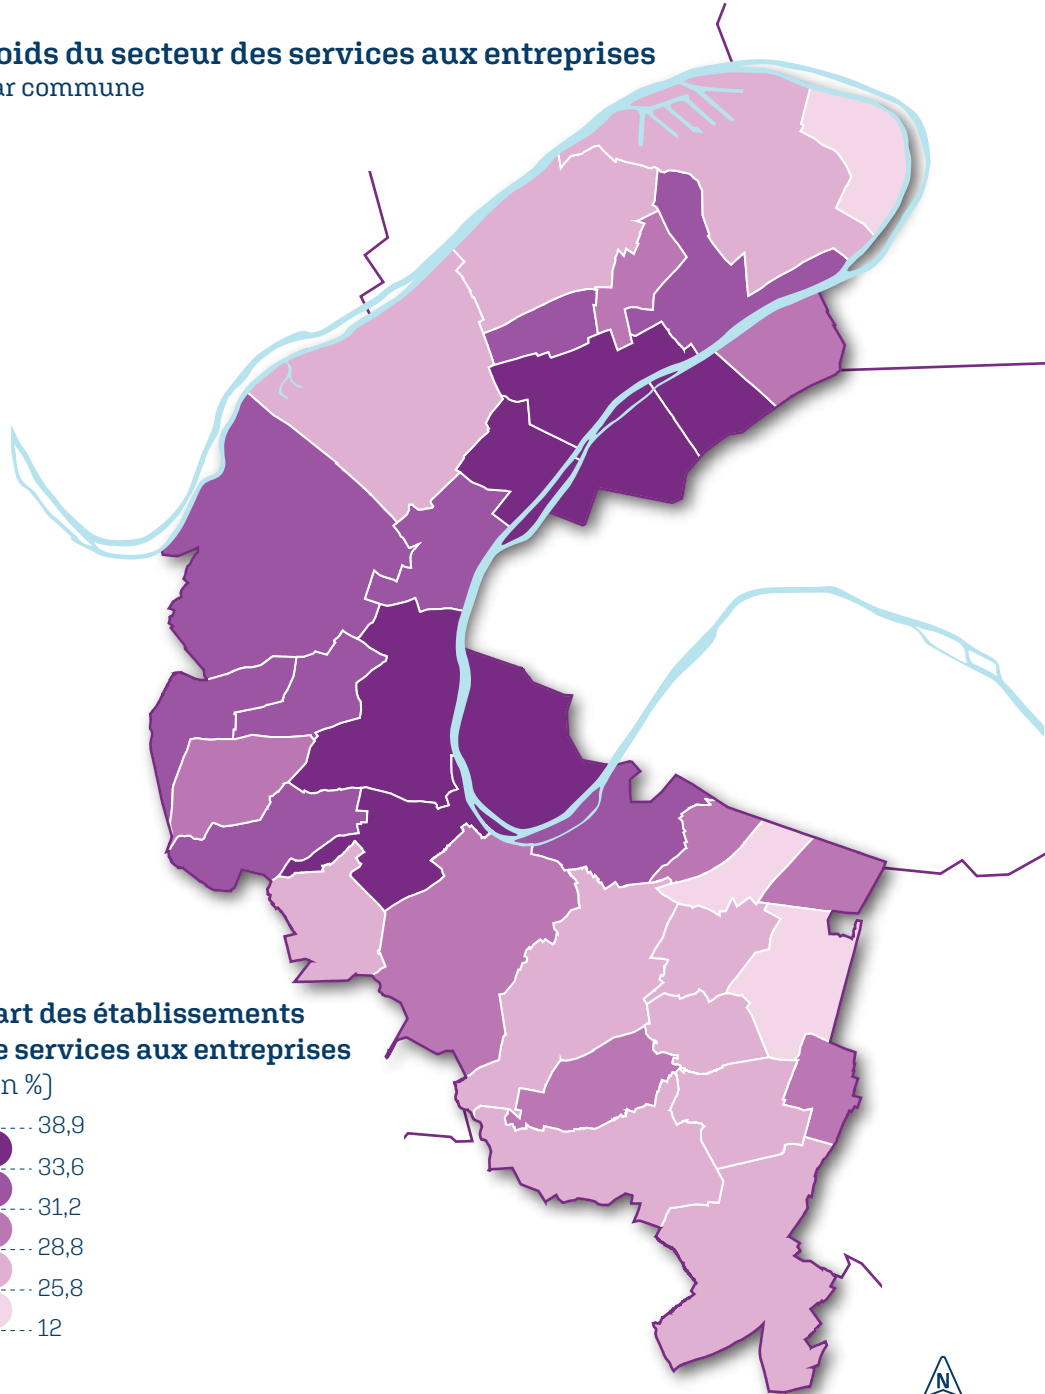 oids du secteur des services aux entreprises
ar commune
art des établissements
e services aux entreprises
n %)
38,9
33,6
31,2
28,8
25,8
12
N